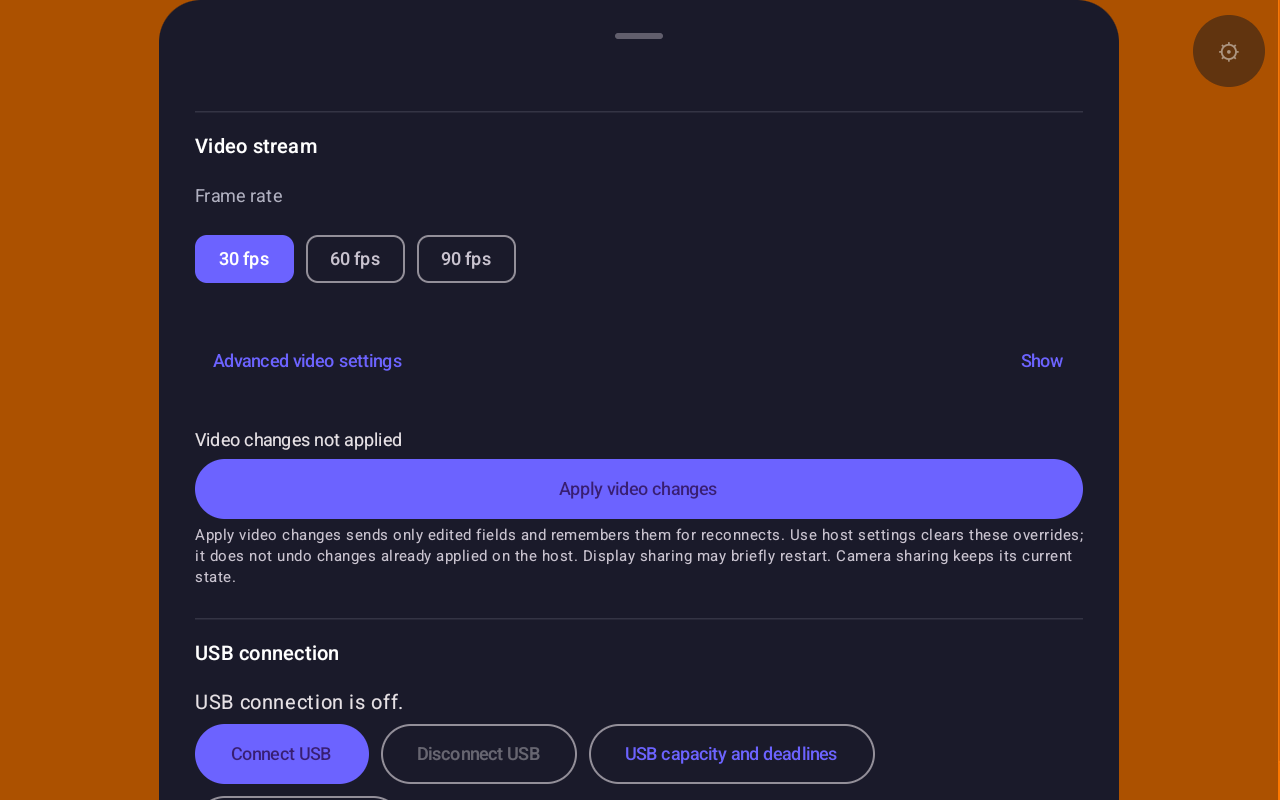 Video stream
Frame rate
30 fps 60 fps 90 fps
Advanced video settings Show
Video changes not applied
Apply video changes
Apply video changes sends only edited fields and remembers them for reconnects. Use host settings clears these overrides;
it does not undo changes already applied on the host. Display sharing may briefly restart. Camera sharing keeps its current
state.
USB connection
USB connection is off.
Connect USB Disconnect USB USB capacity and deadlines